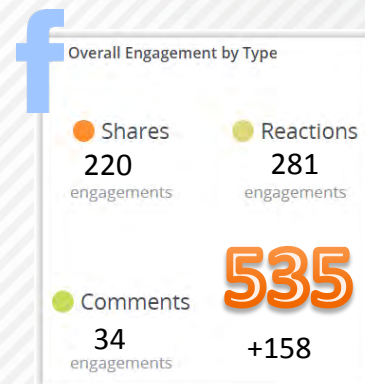 f
Overall Engagement by Type
Shares
220
engagements
Reactions
281
engagements
Comments
34
engagements
535
+158